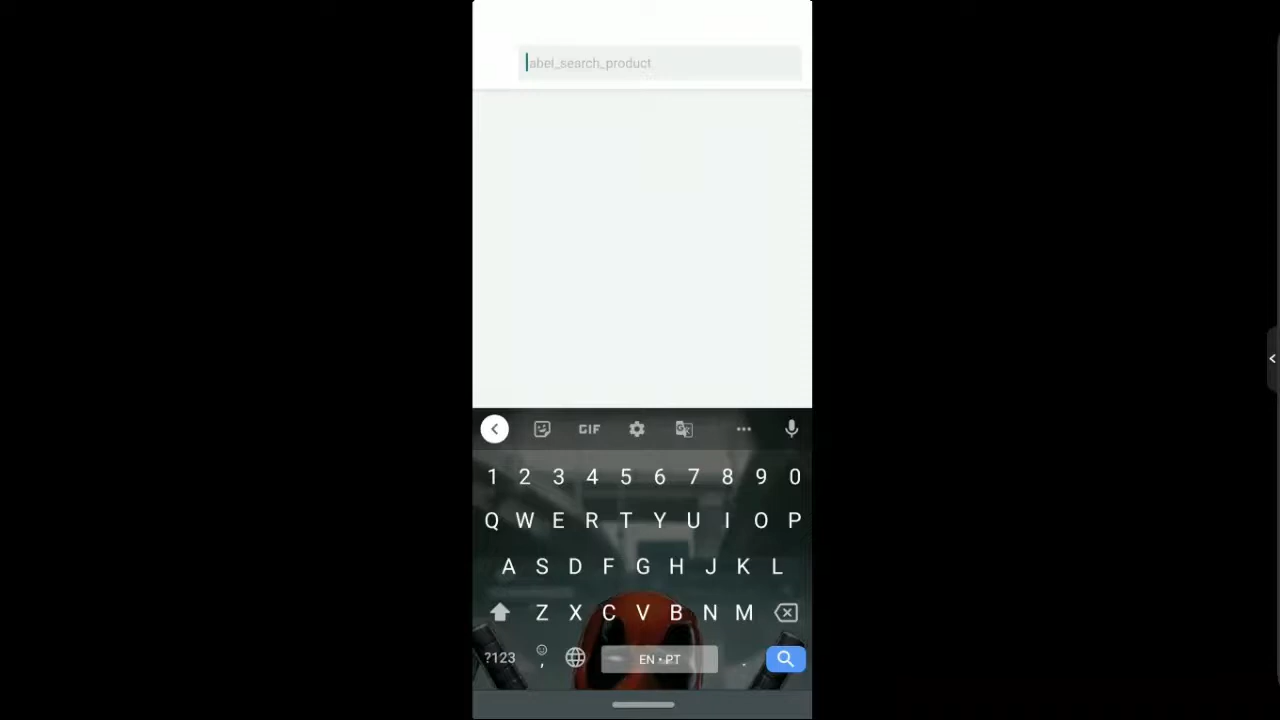 abel_search_product
GIF
1 2 3 4 5 6 7 8 9 0
Q W E R T Y U I O P
A S D F G H J K L
Z X C V B N M
?123 , EN • PT .